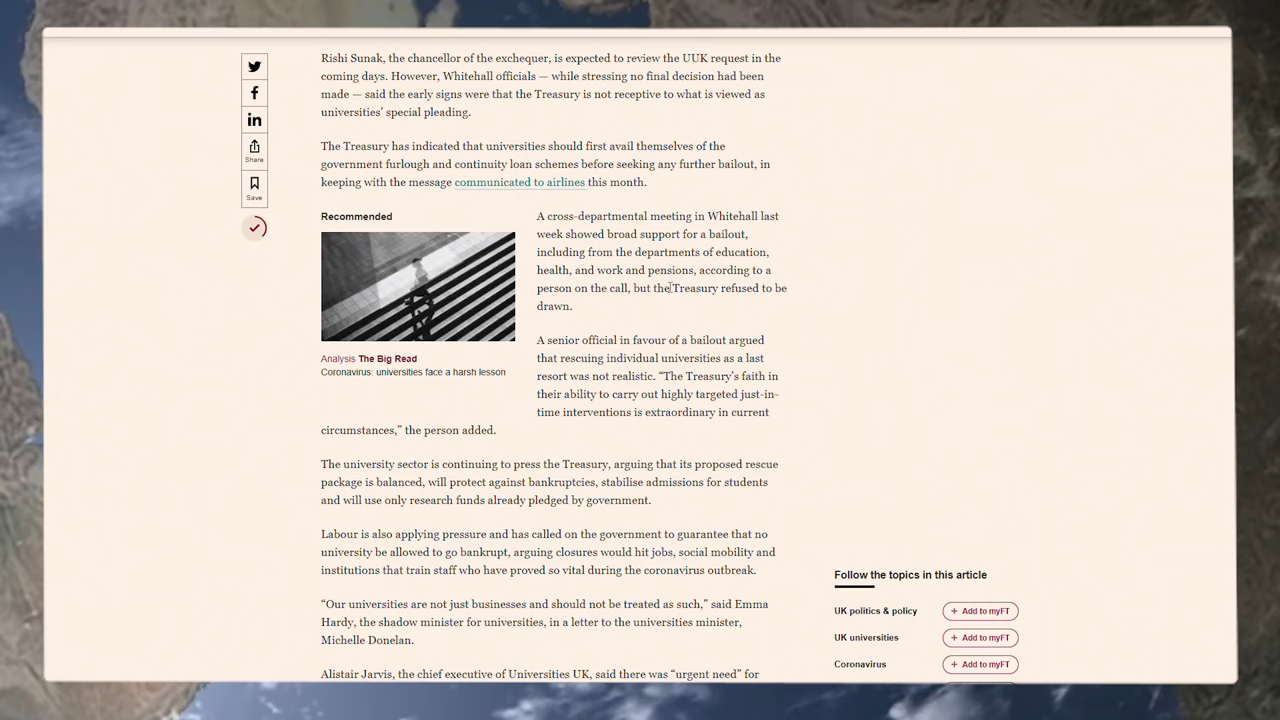 Rishi Sunak, the chancellor of the exchequer, is expected to review the UUK request in the
coming days. However, Whitehall officials — while stressing no final decision had been
made — said the early signs were that the Treasury is not receptive to what is viewed as
universities’ special pleading.
Share
Save
The Treasury has indicated that universities should first avail themselves of the
government furlough and continuity loan schemes before seeking any further bailout, in
keeping with the message communicated to airlines this month.
Recommended
Analysis The Big Read
Coronavirus: universities face a harsh lesson
A cross-departmental meeting in Whitehall last
week showed broad support for a bailout,
including from the departments of education,
health, and work and pensions, according to a
person on the call, but the Treasury refused to be
drawn.
A senior official in favour of a bailout argued
that rescuing individual universities as a last
resort was not realistic. “The Treasury’s faith in
their ability to carry out highly targeted just-in-
time interventions is extraordinary in current
circumstances,” the person added.
The university sector is continuing to press the Treasury, arguing that its proposed rescue
package is balanced, will protect against bankruptcies, stabilise admissions for students
and will use only research funds already pledged by government.
Labour is also applying pressure and has called on the government to guarantee that no
university be allowed to go bankrupt, arguing closures would hit jobs, social mobility and
institutions that train staff who have proved so vital during the coronavirus outbreak.
“Our universities are not just businesses and should not be treated as such,” said Emma
Hardy, the shadow minister for universities, in a letter to the universities minister,
Michelle Donelan.
Alistair Jarvis, the chief executive of Universities UK, said there was “urgent need” for
Follow the topics in this article
UK politics & policy
+ Add to myFT
UK universities
+ Add to myFT
Coronavirus
+ Add to myFT